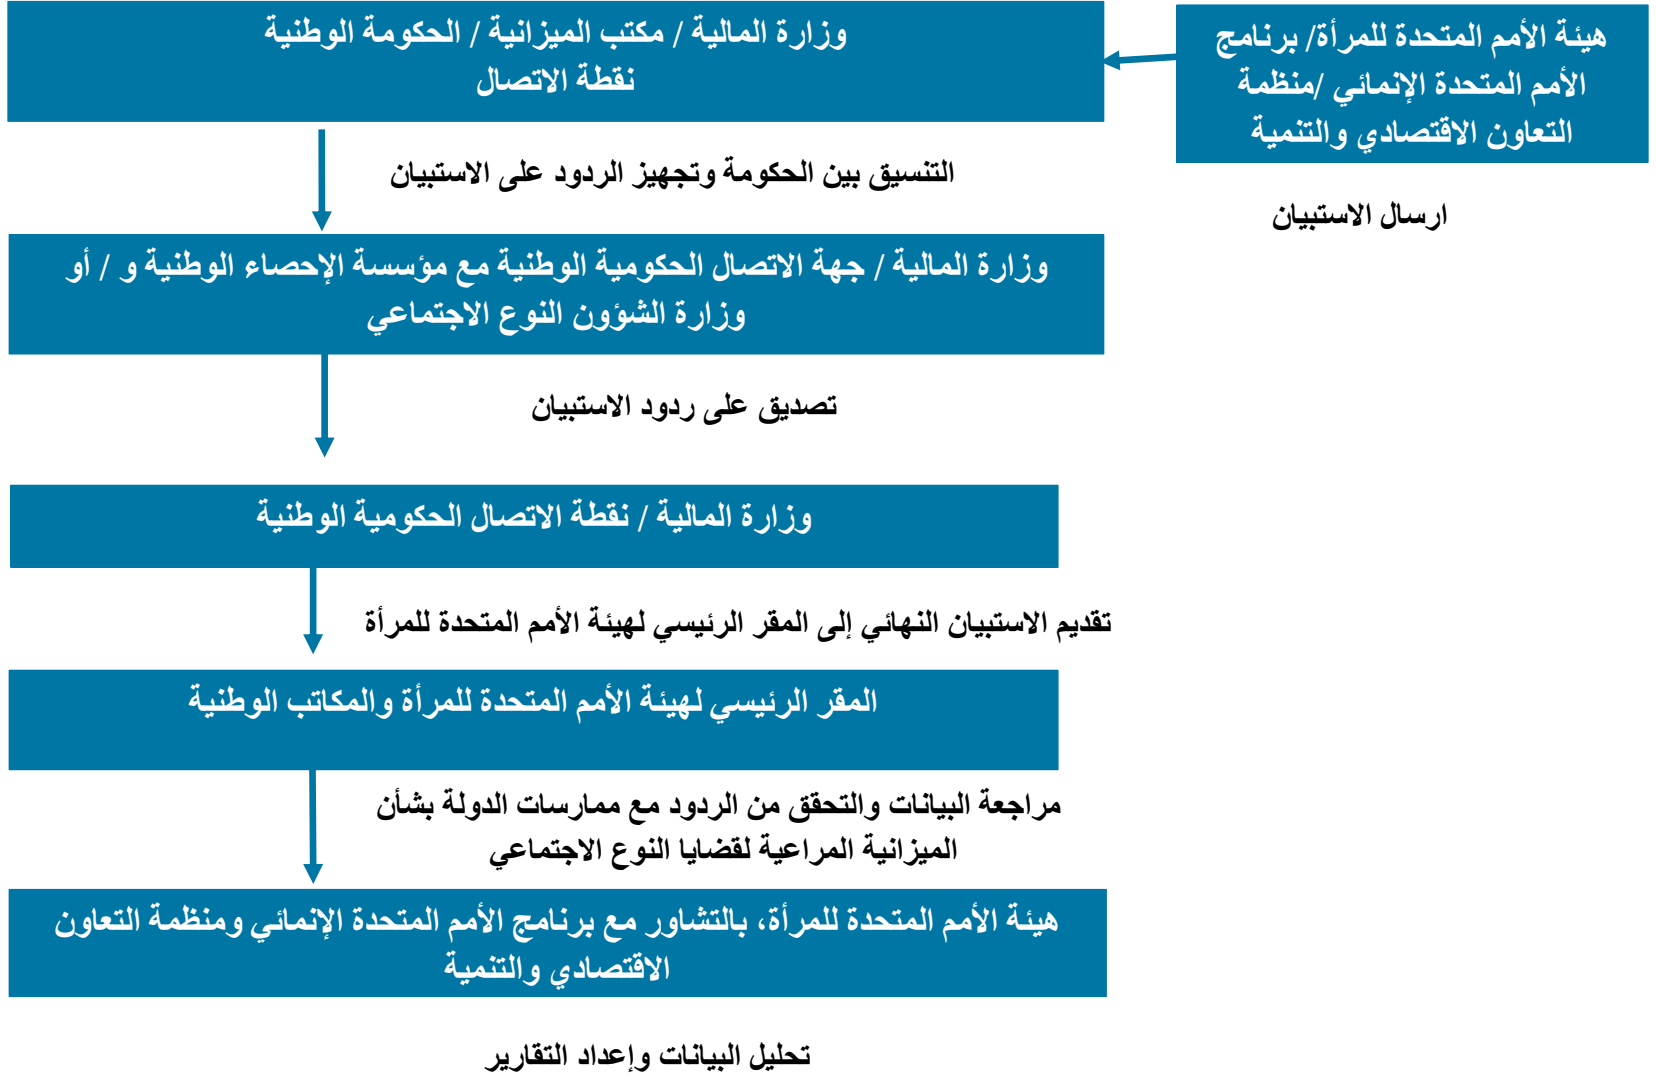 هيئة الأمم المتحدة للمرأة/ برنامج
الأمم المتحدة الإنمائي /منظمة
التعاون الاقتصادي والتنمية
ارسال الاستبيان
وزارة المالية / مكتب الميزانية / الحكومة الوطنية
نقطة الاتصال
التنسيق بين الحكومة وتجهيز الردود على الاستبيان
وزارة المالية / جهة الاتصال الحكومية الوطنية مع مؤسسة الإحصاء الوطنية و / أو
وزارة الشؤون النوع الاجتماعي
تصديق على ردود الاستبيان
وزارة المالية / نقطة الاتصال الحكومية الوطنية
تقديم الاستبيان النهائي إلى المقر الرئيسي لهيئة الأمم المتحدة للمرأة
المقر الرئيسي لهيئة الأمم المتحدة للمرأة والمكاتب الوطنية
مراجعة البيانات والتحقق من الردود مع ممارسات الدولة بشأن
الميزانية المراعية لقضايا النوع الاجتماعي
هيئة الأمم المتحدة للمرأة، بالتشاور مع برنامج الأمم المتحدة الإنمائي ومنظمة التعاون
الاقتصادي والتنمية
تحليل البيانات وإعداد التقارير